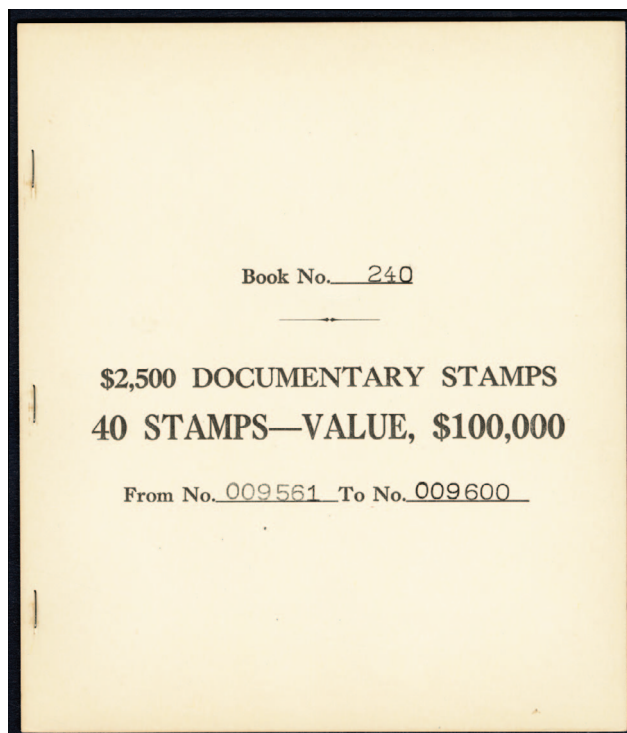 Book No. 240
$2,500 DOCUMENTARY STAMPS
40 STAMPS—VALUE, $100,000
From No. 009561 To No. 009600